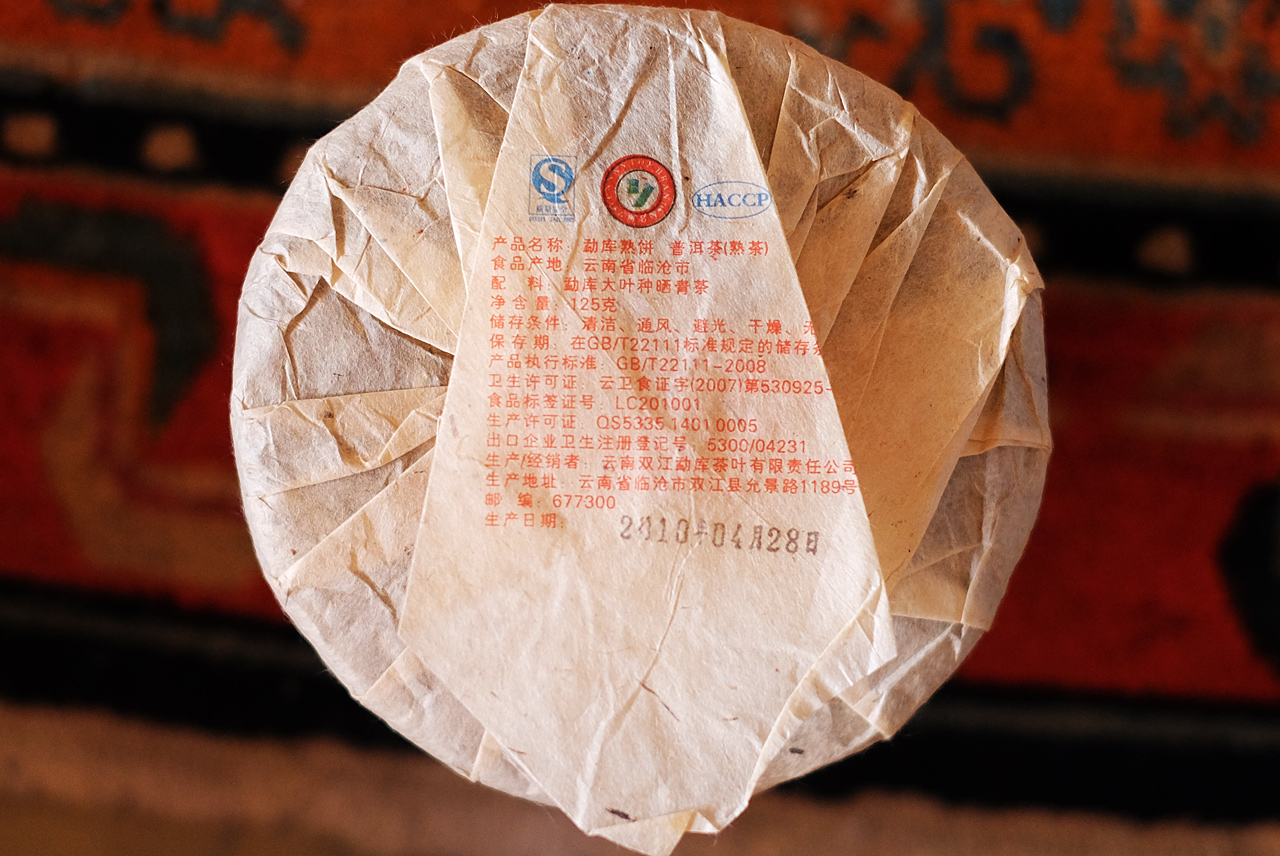 HACCP
产品名称：勐库熟饼 普洱茶(熟茶)
食品产地：云南省临沧市
配 料：勐库大叶种晒青茶
净含量：125克
储存条件：清洁、通风、避光、干燥、无
保存期：在GB/T22111标准规定的储存条
产品执行标准：GB/T22111-2008
卫生许可证：云卫食证字(2007)第530925-
食品标签证号：LC201001
生产许可证：QS5335 1401 0005
出口企业卫生注册登记号：5300/04231
生产/经销者：云南双江勐库茶叶有限责任公司
生产地址：云南省临沧市双江县允景路1189号
邮 编：677300
生产日期：
2010年04月28日